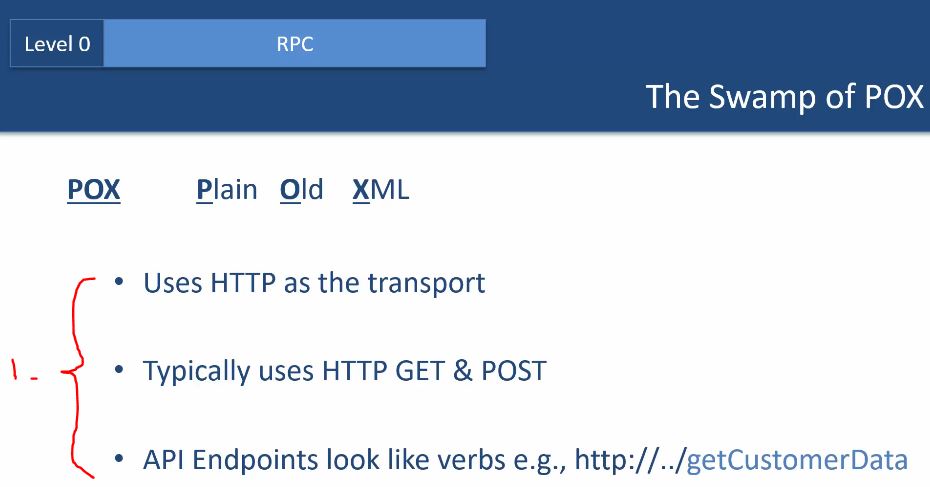 Level 0 RPC
The Swamp of POX
POX Plain Old XML
• Uses HTTP as the transport
1- • Typically uses HTTP GET & POST
• API Endpoints look like verbs e.g., http://../getCustomerData